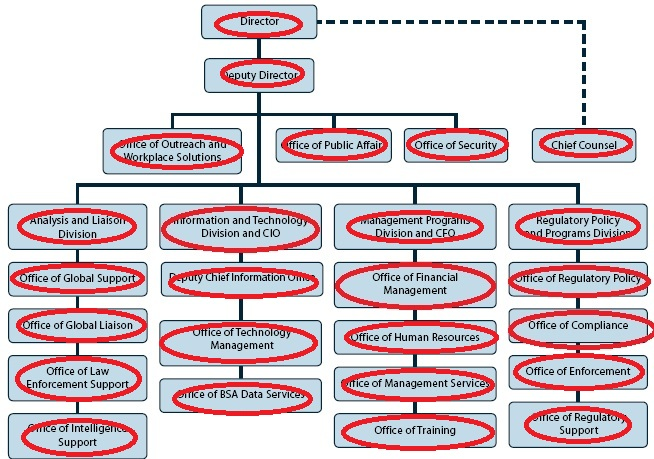 Director
Deputy Director
Office of Outreach and
Workplace Solutions
Office of Public Affair
Office of Security
Chief Counsel
Analysis and Liaison
Division
Information and Technology
Division and CIO
Management Programs
Division and CFO
Regulatory Policy
and Programs Division
Office of Global Support
Deputy Chief Information Office
Office of Financial
Management
Office of Regulatory Policy
Office of Global Liaison
Office of Technology
Management
Office of Human Resources
Office of Compliance
Office of Law
Enforcement Support
Office of BSA Data Services
Office of Management Services
Office of Enforcement
Office of Intelligence
Support
Office of Training
Office of Regulatory
Support